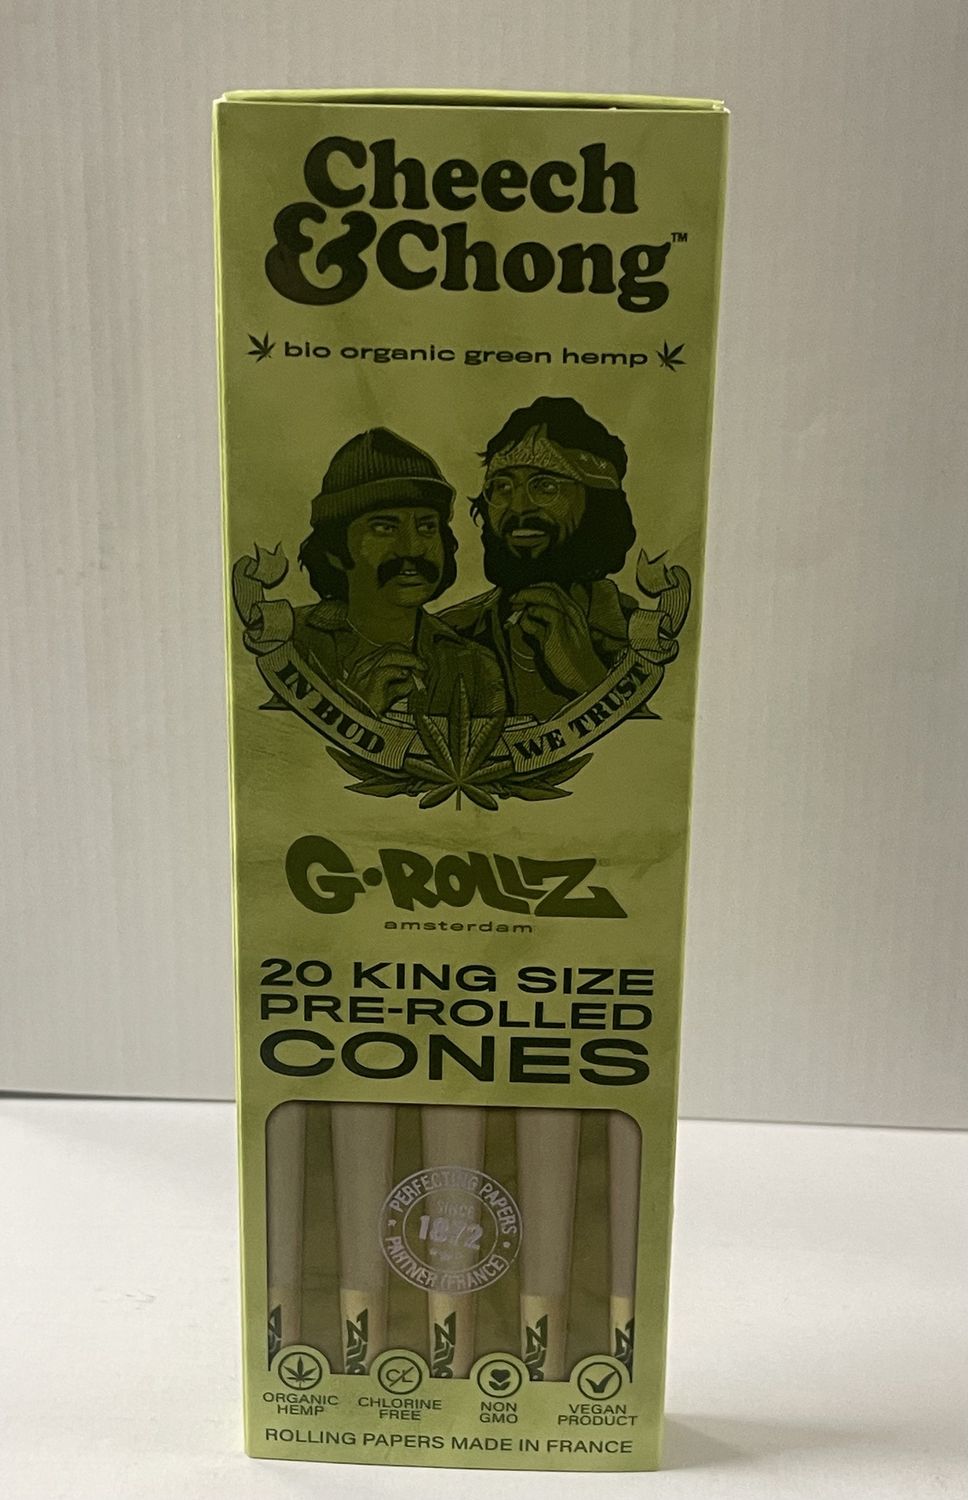 Cheech
& Chong™
bio organic green hemp
IN BUD WE TRUST
G·ROLLZ
amsterdam
20 KING SIZE
PRE-ROLLED
CONES
PERFECTING PAPERS
SINCE
1872
PARTNER (FRANCE)
ORGANIC
HEMP
CL
CHLORINE
FREE
NON
GMO
VEGAN
PRODUCT
ROLLING PAPERS MADE IN FRANCE